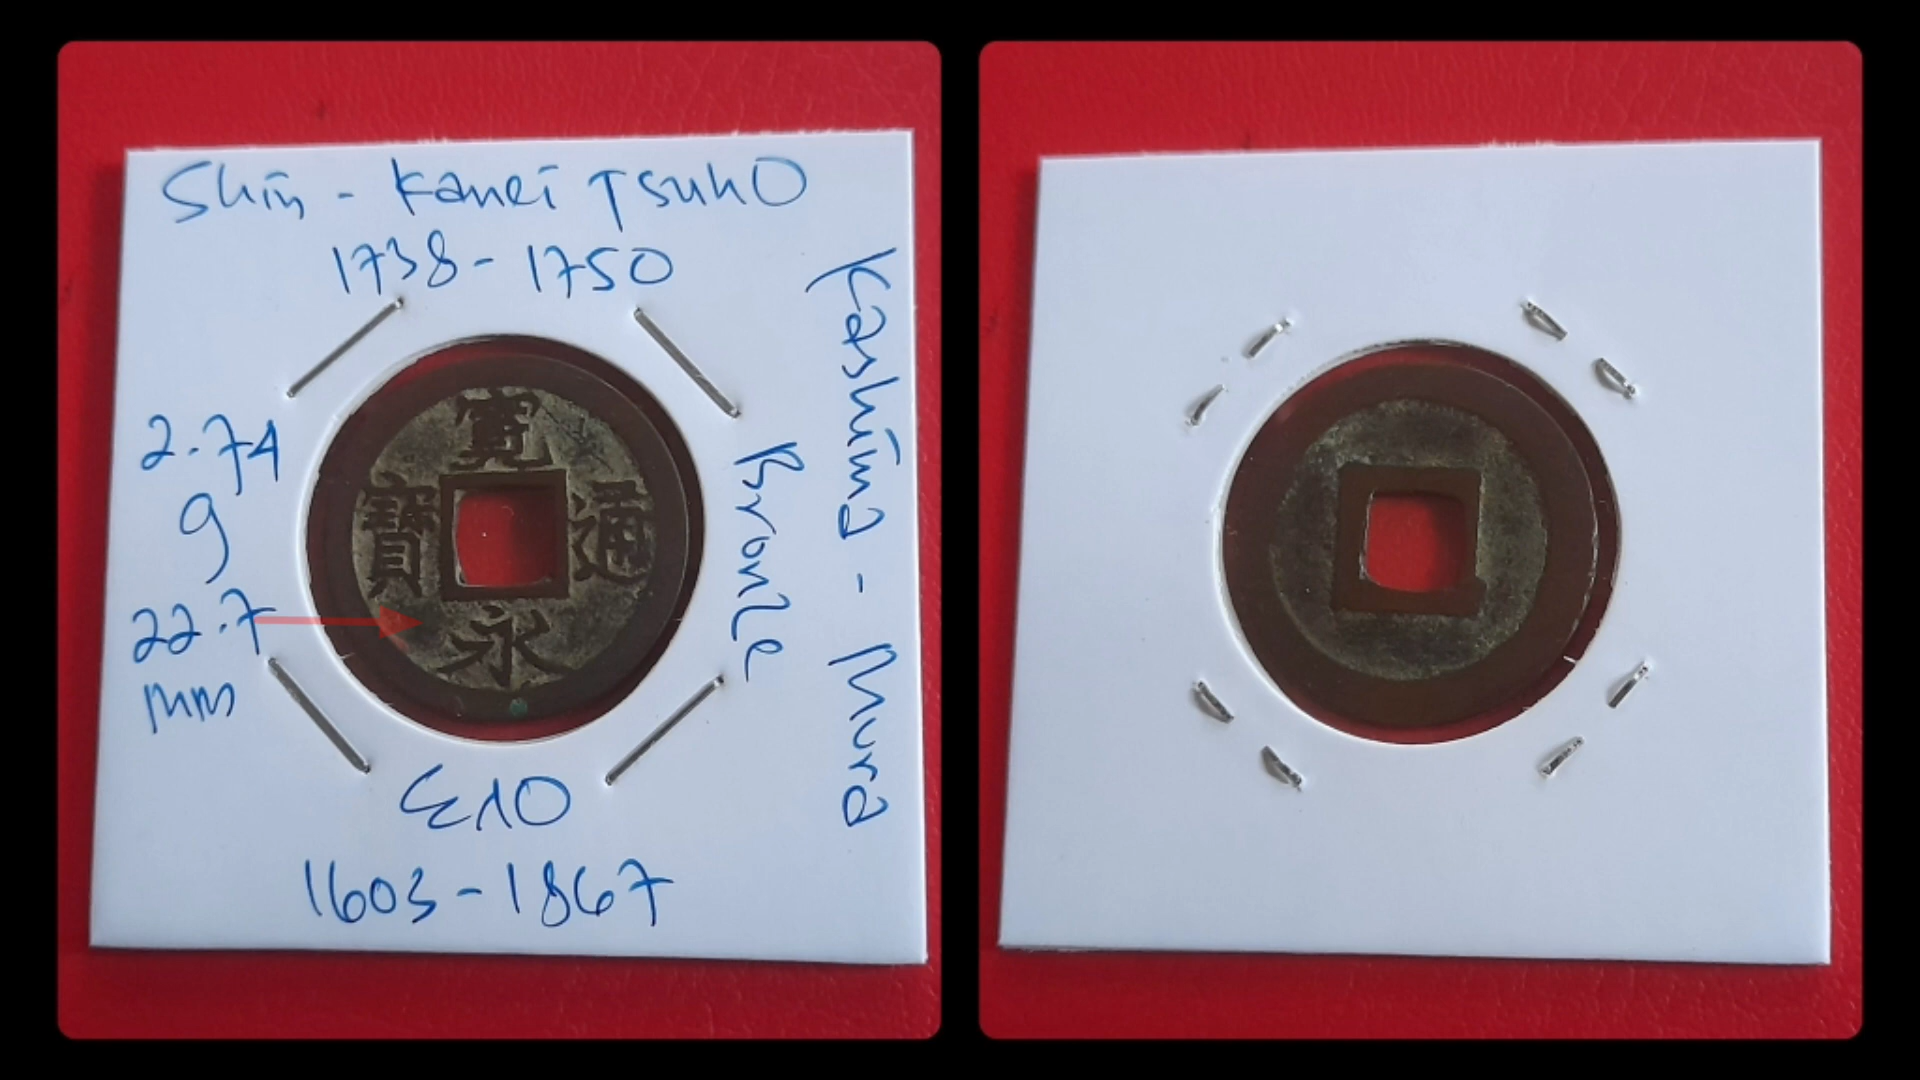 Shin - Kanei Tsuho
1738 - 1750
2.74
g
22.7
mm
寛
通
寳
永
Bronze
Kashima - Mura
Edo
1603 - 1867